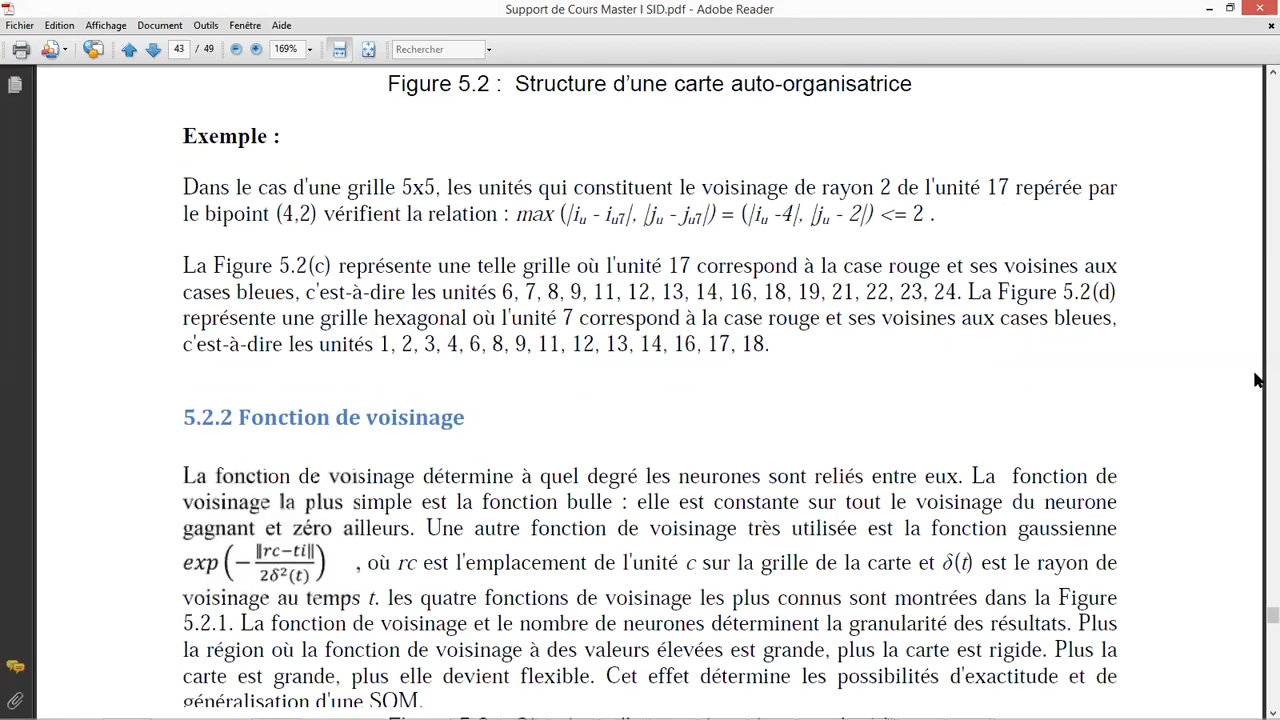 Support de Cours Master I SID.pdf - Adobe Reader
Fichier Edition Affichage Document Outils Fenêtre Aide
43 / 49 169% Rechercher
Figure 5.2 : Structure d'une carte auto-organisatrice
Exemple :
Dans le cas d'une grille 5x5, les unités qui constituent le voisinage de rayon 2 de l'unité 17 repérée par
le bipoint (4,2) vérifient la relation : max (|iu - iu7|, |ju - ju7|) = (|iu -4|, |ju - 2|) <= 2 .
La Figure 5.2(c) représente une telle grille où l'unité 17 correspond à la case rouge et ses voisines aux
cases bleues, c'est-à-dire les unités 6, 7, 8, 9, 11, 12, 13, 14, 16, 18, 19, 21, 22, 23, 24. La Figure 5.2(d)
représente une grille hexagonal où l'unité 7 correspond à la case rouge et ses voisines aux cases bleues,
c'est-à-dire les unités 1, 2, 3, 4, 6, 8, 9, 11, 12, 13, 14, 16, 17, 18.
5.2.2 Fonction de voisinage
La fonction de voisinage détermine à quel degré les neurones sont reliés entre eux. La fonction de
voisinage la plus simple est la fonction bulle : elle est constante sur tout le voisinage du neurone
gagnant et zéro ailleurs. Une autre fonction de voisinage très utilisée est la fonction gaussienne
exp(-‖rc-ti‖/2δ²(t)) , où rc est l'emplacement de l'unité c sur la grille de la carte et δ(t) est le rayon de
voisinage au temps t. les quatre fonctions de voisinage les plus connus sont montrées dans la Figure
5.2.1. La fonction de voisinage et le nombre de neurones déterminent la granularité des résultats. Plus
la région où la fonction de voisinage à des valeurs élevées est grande, plus la carte est rigide. Plus la
carte est grande, plus elle devient flexible. Cet effet détermine les possibilités d'exactitude et de
généralisation d'une SOM.